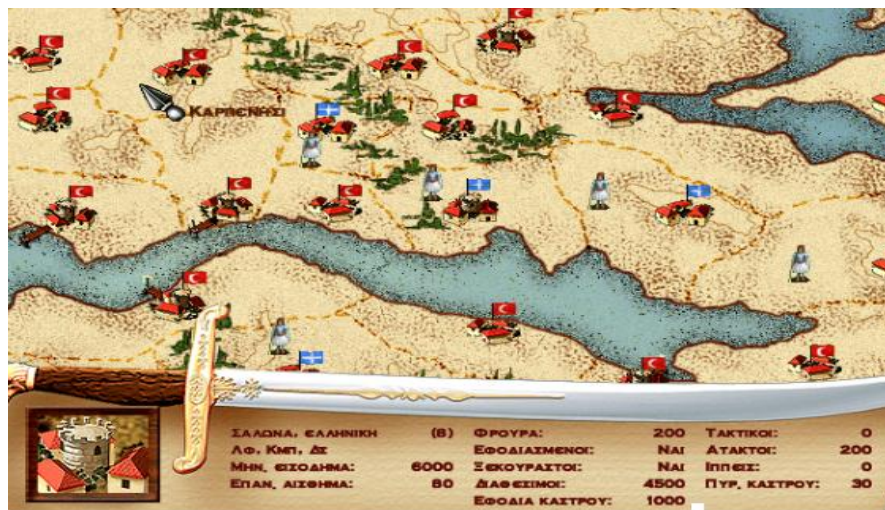 Καρπενησι
Σαλωνα, ελληνικη (8) Φρουρα: 200 Τακτικοι: 0
Λφ. Κμπ, Δς Εφοδιασμενοι: Ναι Ατακτοι: 200
Μην. εισοδημα: 6000 Ξεκουραστοι: Ναι Ιππεις: 0
Επαν. αισθημα: 80 Διαθεσιμοι: 4500 Πυρ. καστρου: 30
Εφοδια καστρου: 1000